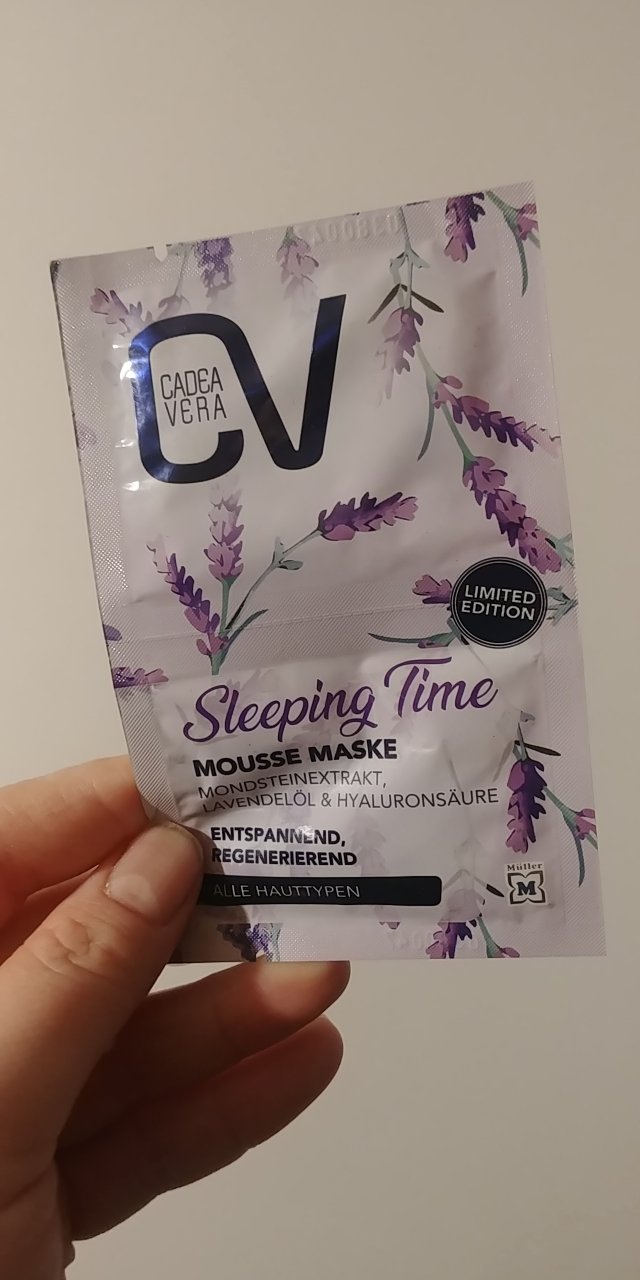 CV
CADEA
VERA
LIMITED
EDITION
Sleeping Time
MOUSSE MASKE
MONDSTEINEXTRAKT,
LAVENDELÖL & HYALURONSÄURE
ENTSPANNEND,
REGENERIEREND
ALLE HAUTTYPEN
Müller
M